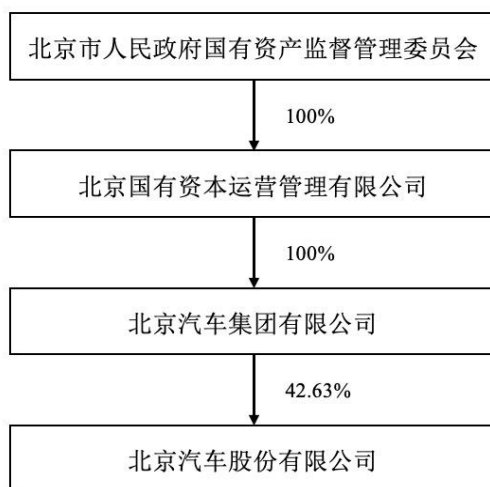 北京市人民政府国有资产监督管理委员会
100%
北京国有资本运营管理有限公司
100%
北京汽车集团有限公司
42.63%
北京汽车股份有限公司